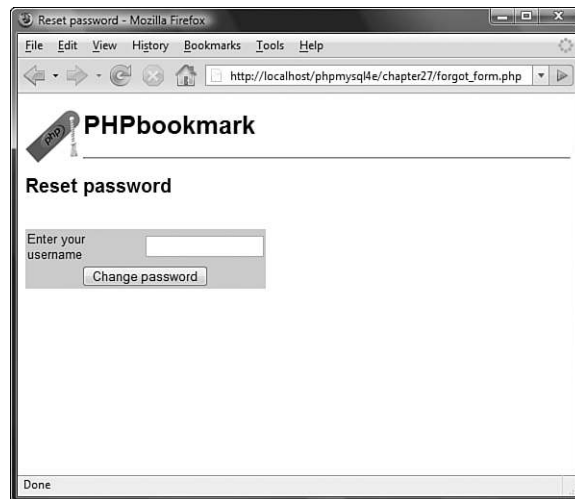 Reset password - Mozilla Firefox
File Edit View History Bookmarks Tools Help
http://localhost/phpmysql4e/chapter27/forgot_form.php
php
PHPbookmark
Reset password
Enter your
username
Change password
Done